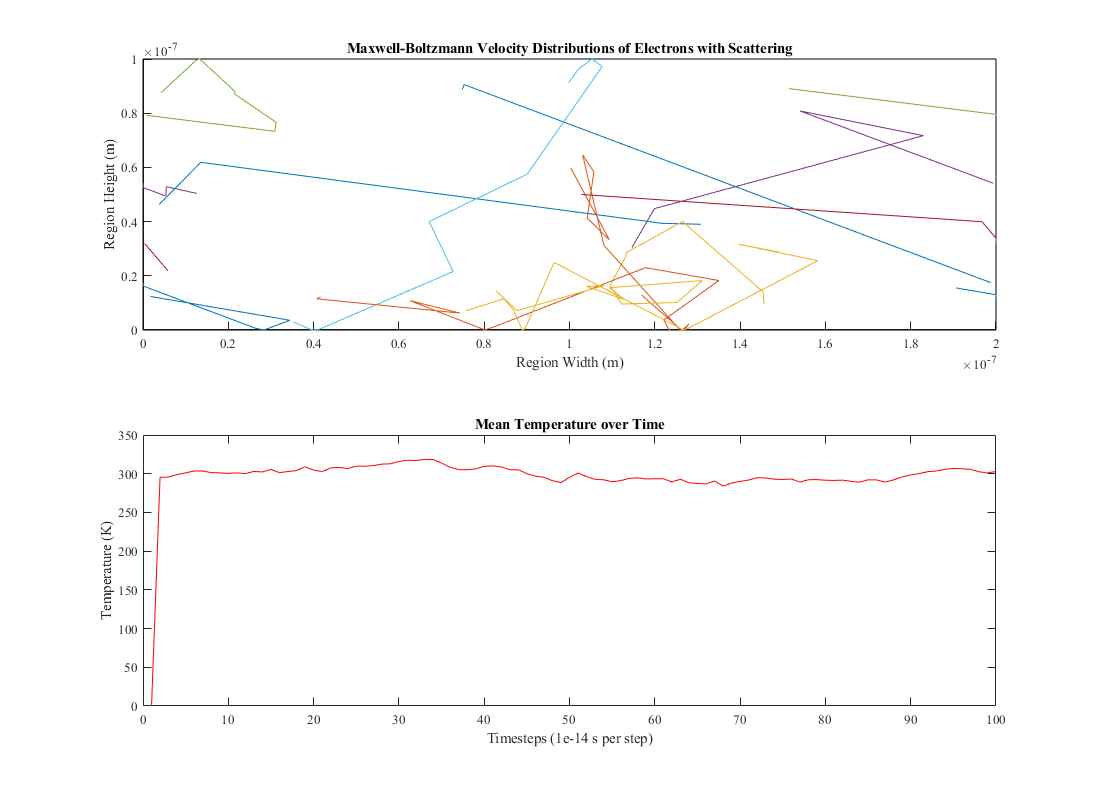 Maxwell-Boltzmann Velocity Distributions of Electrons with Scattering
×10⁻⁷
1
0.8
0.6
0.4
0.2
0
Region Height (m)
0 0.2 0.4 0.6 0.8 1 1.2 1.4 1.6 1.8 2
Region Width (m)
×10⁻⁷
Mean Temperature over Time
350
300
250
200
150
100
50
0
Temperature (K)
0 10 20 30 40 50 60 70 80 90 100
Timesteps (1e-14 s per step)